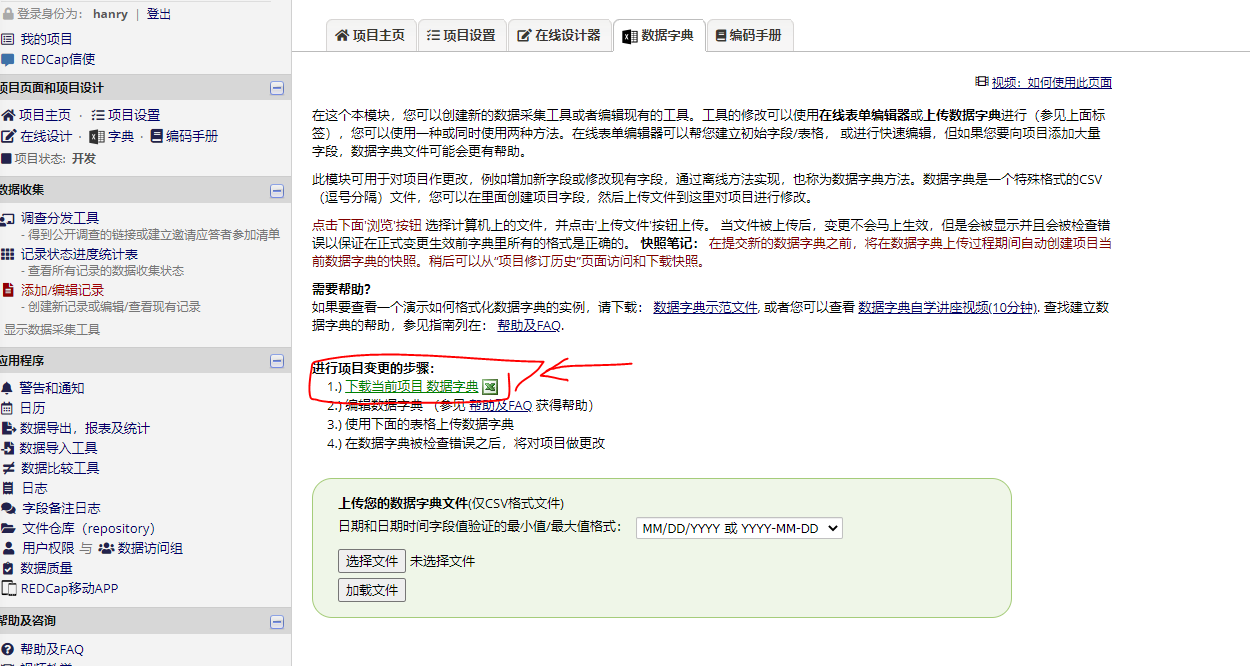 登录身份为： hanry | 登出
我的项目
REDCap信使
项目页面和项目设计
项目主页 · 项目设置
在线设计 · 字典 · 编码手册
项目状态: 开发
数据收集
调查分发工具
- 得到公开调查的链接或建立邀请应答者参加清单
记录状态进度统计表
- 查看所有记录的数据收集状态
添加/编辑记录
- 创建新记录或编辑/查看现有记录
显示数据采集工具
应用程序
警告和通知
日历
数据导出，报表及统计
数据导入工具
数据比较工具
日志
字段备注日志
文件仓库（repository）
用户权限 与 数据访问组
数据质量
REDCap移动APP
帮助及咨询
帮助及FAQ
项目主页 项目设置 在线设计器 数据字典 编码手册
视频：如何使用此页面
在这个本模块，您可以创建新的数据采集工具或者编辑现有的工具。工具的修改可以使用在线表单编辑器或上传数据字典进行（参见上面标
签），您可以使用一种或同时使用两种方法。在线表单编辑器可以帮您建立初始字段/表格， 或进行快速编辑，但如果您要向项目添加大量
字段，数据字典文件可能会更有帮助。
此模块可用于对项目作更改，例如增加新字段或修改现有字段，通过离线方法实现，也称为数据字典方法。数据字典是一个特殊格式的CSV
（逗号分隔）文件，您可以在里面创建项目字段，然后上传文件到这里对项目进行修改。
点击下面'浏览'按钮 选择计算机上的文件，并点击'上传文件'按钮上传。 当文件被上传后，变更不会马上生效，但是会被显示并且会被检查错
误以保证在正式变更生效前字典里所有的格式是正确的。 快照笔记： 在提交新的数据字典之前，将在数据字典上传过程期间自动创建项目当
前数据字典的快照。稍后可以从“项目修订历史”页面访问和下载快照。
需要帮助？
如果要查看一个演示如何格式化数据字典的实例，请下载： 数据字典示范文件, 或者您可以查看 数据字典自学讲座视频(10分钟). 查找建立数
据字典的帮助，参见指南列在： 帮助及FAQ.
进行项目变更的步骤：
1.) 下载当前项目 数据字典
2.) 编辑数据字典 （参见 帮助及FAQ 获得帮助）
3.) 使用下面的表格上传数据字典
4.) 在数据字典被检查错误之后，将对项目做更改
上传您的数据字典文件(仅CSV格式文件)
日期和日期时间字段值验证的最小值/最大值格式： MM/DD/YYYY 或 YYYY-MM-DD
选择文件 未选择文件
加载文件